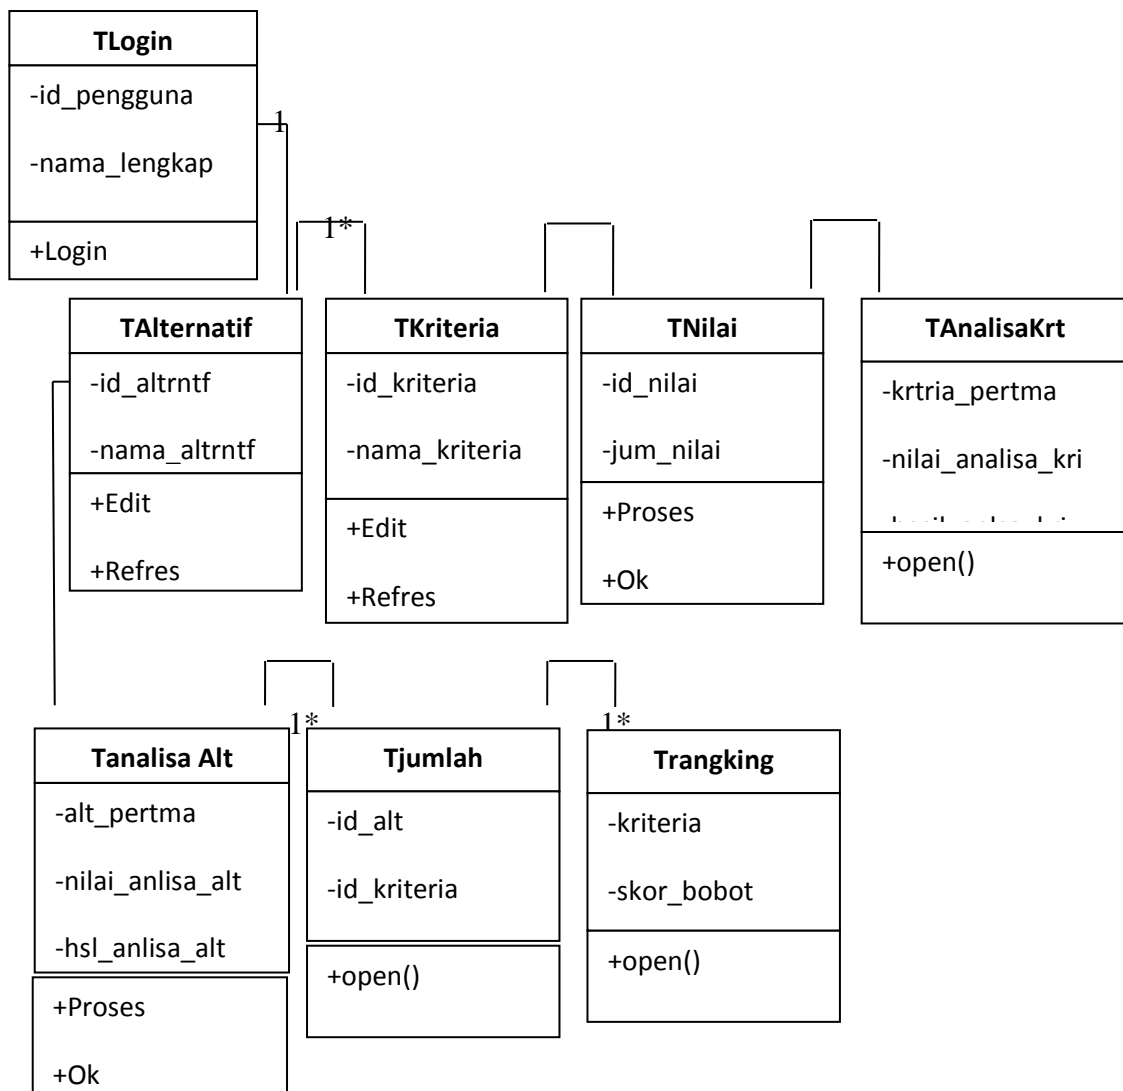 TLogin
-id_pengguna
-nama_lengkap
+Login
1
1*
TAlternatif
-id_altrntf
-nama_altrntf
+Edit
+Refres
TKriteria
-id_kriteria
-nama_kriteria
+Edit
+Refres
TNilai
-id_nilai
-jum_nilai
+Proses
+Ok
TAnalisaKrt
-krtria_pertma
-nilai_analisa_kri
+open()
1*
1*
Tanalisa Alt
-alt_pertma
-nilai_anlisa_alt
-hsl_anlisa_alt
+Proses
+Ok
Tjumlah
-id_alt
-id_kriteria
+open()
Trangking
-kriteria
-skor_bobot
+open()